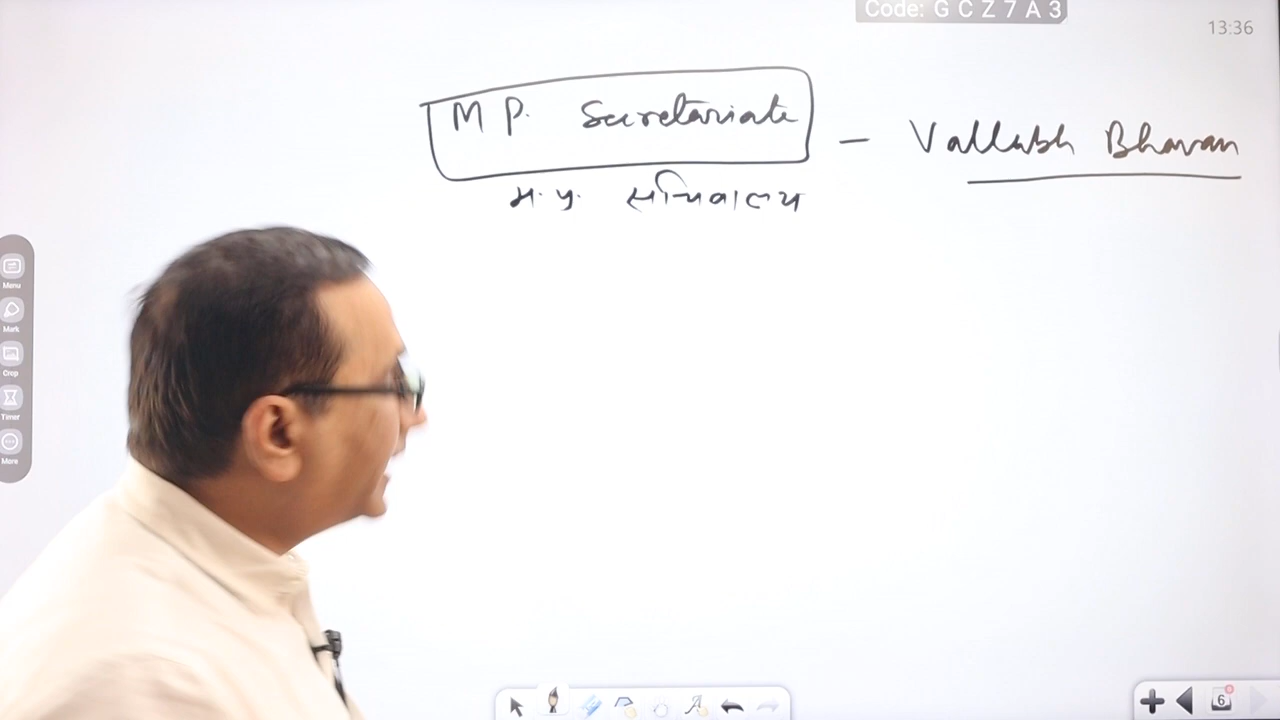 Code: G C Z 7 A 3
13:36
M P. Secretariate – Vallabh Bhavan
म. प्र. सचिवालय
Menu
Mark
Crop
Timer
More
6